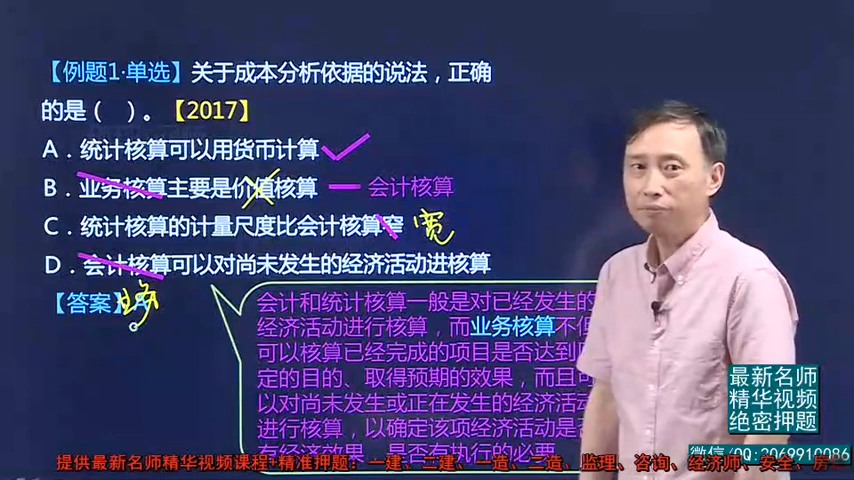 【例题1·单选】关于成本分析依据的说法，正确
的是（ ）。【2017】
A．统计核算可以用货币计算
B．业务核算主要是价值核算 会计核算
C．统计核算的计量尺度比会计核算窄 宽
D．会计核算可以对尚未发生的经济活动进核算
【答案】A
会计和统计核算一般是对已经发生的
经济活动进行核算，而业务核算不但
可以核算已经完成的项目是否达到原
定的目的、取得预期的效果，而且可
以对尚未发生或正在发生的经济活动
进行核算，以确定该项经济活动是否
有经济效果，是否有执行的必要
最新名师
精华视频
绝密押题
微信/QQ:2069910086
提供最新名师精华视频课程+精准押题：一建、二建、一造、二造、监理、咨询、经济师、安全、房